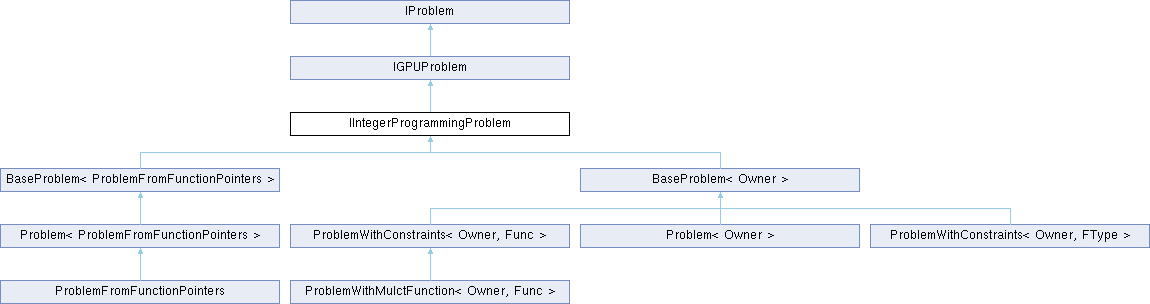 IProblem
IGPUProblem
IIntegerProgrammingProblem
BaseProblem< ProblemFromFunctionPointers >
BaseProblem< Owner >
Problem< ProblemFromFunctionPointers >
ProblemWithConstraints< Owner, Func >
Problem< Owner >
ProblemWithConstraints< Owner, FType >
ProblemFromFunctionPointers
ProblemWithMulctFunction< Owner, Func >